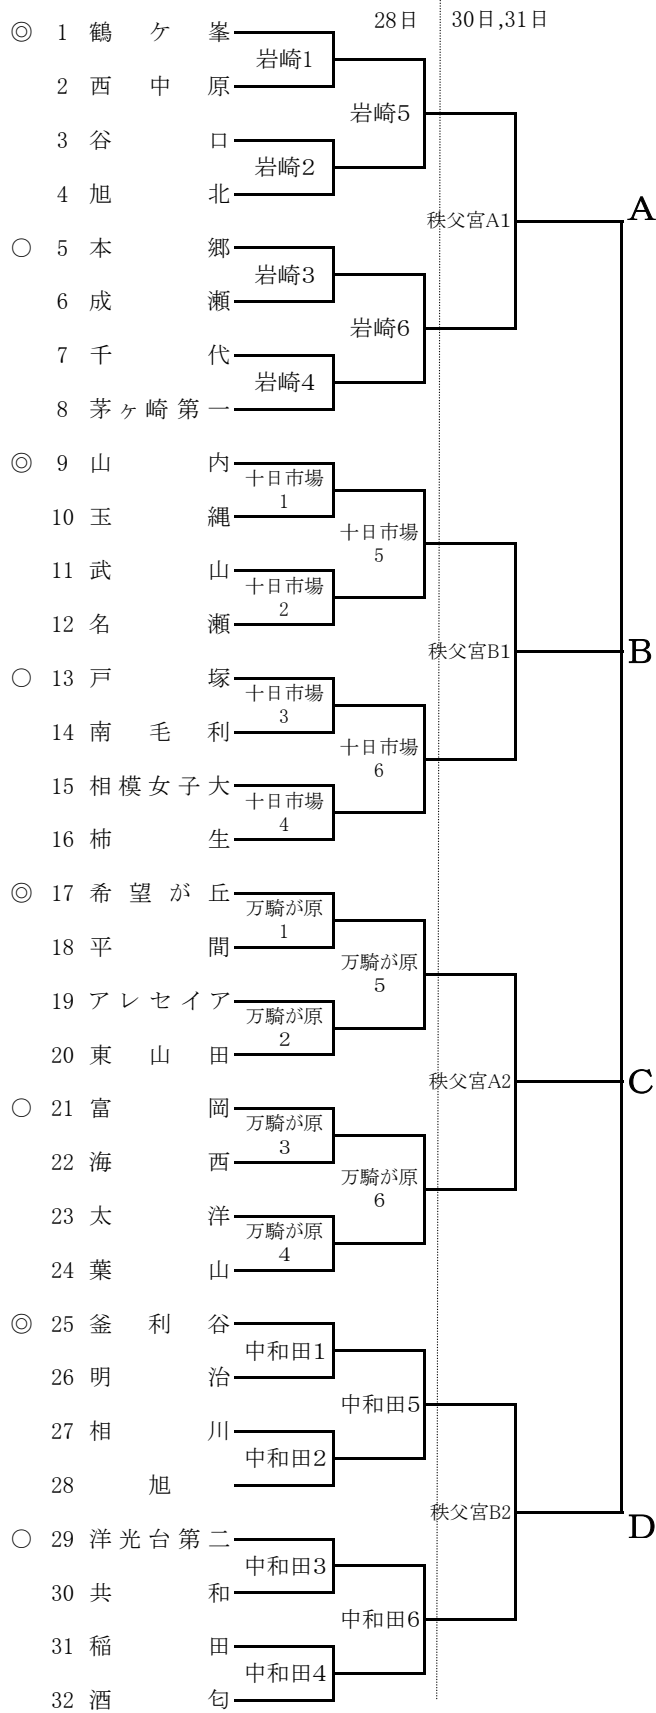 28日 30日,31日
◎ 1 鶴ケ峯
岩崎1
2 西中原
岩崎5
3 谷口
岩崎2
4 旭北
A
秩父宮A1
○ 5 本郷
岩崎3
6 成瀬
岩崎6
7 千代
岩崎4
8 茅ヶ崎第一
◎ 9 山内
十日市場
1
10 玉縄
十日市場
5
11 武山
十日市場
2
12 名瀬
秩父宮B1
B
○ 13 戸塚
十日市場
3
14 南毛利
十日市場
6
15 相模女子大
十日市場
4
16 柿生
◎ 17 希望が丘
万騎が原
1
18 平間
万騎が原
5
19 アレセイア
万騎が原
2
20 東山田
秩父宮A2
C
○ 21 富岡
万騎が原
3
22 海西
万騎が原
6
23 太洋
万騎が原
4
24 葉山
◎ 25 釜利谷
中和田1
26 明治
中和田5
27 相川
中和田2
28 旭
秩父宮B2
D
○ 29 洋光台第二
中和田3
30 共和
中和田6
31 稲田
中和田4
32 酒匂